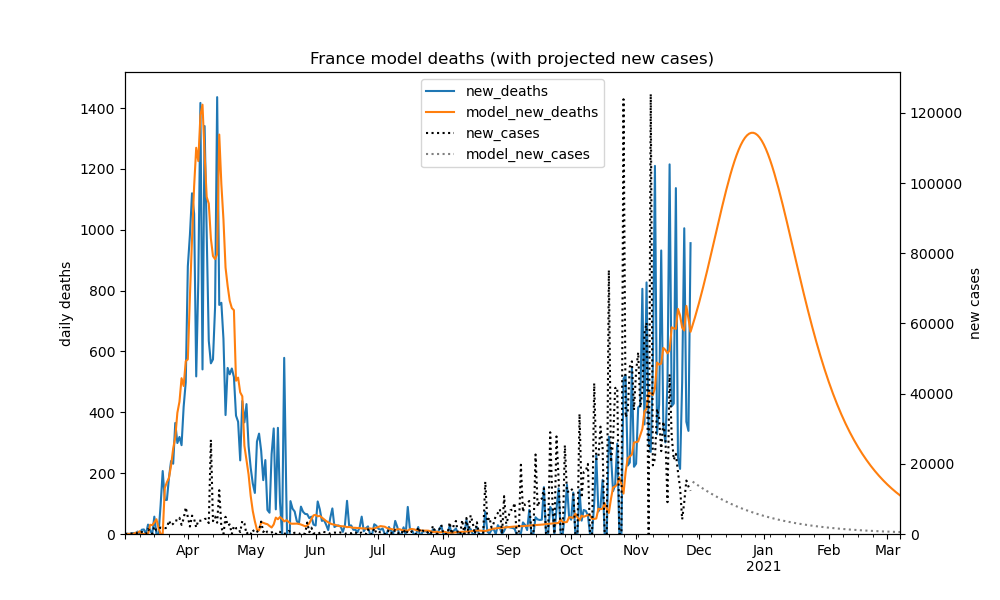 France model deaths (with projected new cases)
new_deaths
model_new_deaths
new_cases
model_new_cases
1400
1200
1000
800
600
400
200
0
daily deaths
120000
100000
80000
60000
40000
20000
0
new cases
Apr May Jun Jul Aug Sep Oct Nov Dec Jan Feb Mar
2021